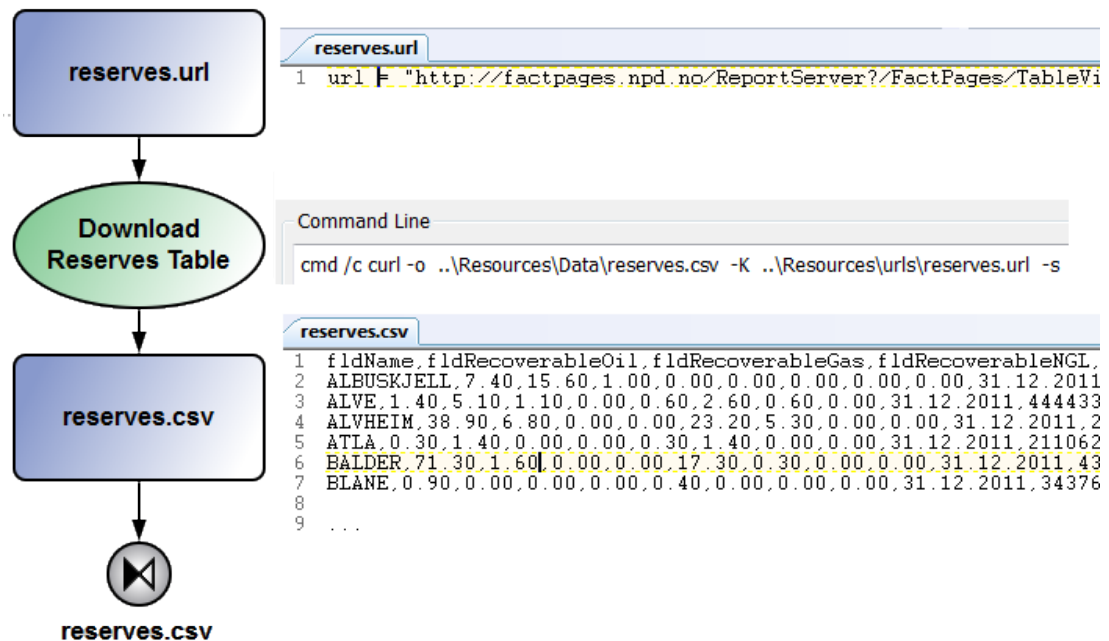 reserves.url
Download
Reserves Table
reserves.csv
reserves.csv
reserves.url
1 url = "http://factpages.npd.no/ReportServer?/FactPages/TableVi
Command Line
cmd /c curl -o ..\Resources\Data\reserves.csv -K ..\Resources\urls\reserves.url -s
reserves.csv
1 fldName,fldRecoverableOil,fldRecoverableGas,fldRecoverableNGL,
2 ALBUSKJELL,7.40,15.60,1.00,0.00,0.00,0.00,0.00,0.00,31.12.2011
3 ALVE,1.40,5.10,1.10,0.00,0.60,2.60,0.60,0.00,31.12.2011,444433
4 ALVHEIM,38.90,6.80,0.00,0.00,23.20,5.30,0.00,0.00,31.12.2011,2
5 ATLA,0.30,1.40,0.00,0.00,0.30,1.40,0.00,0.00,31.12.2011,211062
6 BALDER,71.30,1.60,0.00,0.00,17.30,0.30,0.00,0.00,31.12.2011,43
7 BLANE,0.90,0.00,0.00,0.00,0.40,0.00,0.00,0.00,31.12.2011,34376
8
9 ...